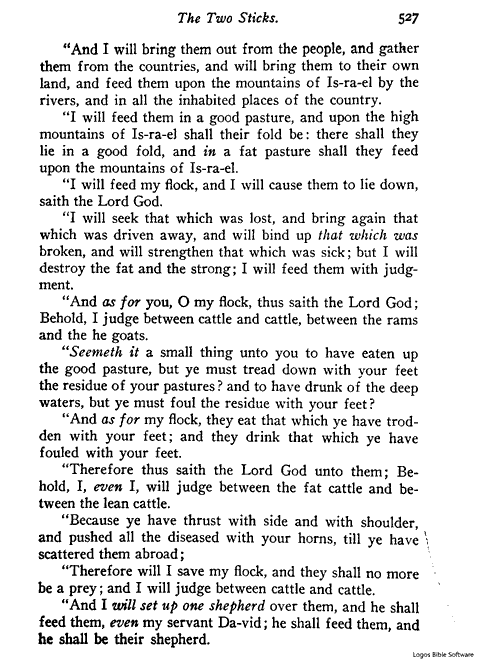 The Two Sticks. 527
"And I will bring them out from the people, and gather
them from the countries, and will bring them to their own
land, and feed them upon the mountains of Is-ra-el by the
rivers, and in all the inhabited places of the country.
"I will feed them in a good pasture, and upon the high
mountains of Is-ra-el shall their fold be: there shall they
lie in a good fold, and in a fat pasture shall they feed
upon the mountains of Is-ra-el.
"I will feed my flock, and I will cause them to lie down,
saith the Lord God.
"I will seek that which was lost, and bring again that
which was driven away, and will bind up that which was
broken, and will strengthen that which was sick; but I will
destroy the fat and the strong; I will feed them with judg-
ment.
"And as for you, O my flock, thus saith the Lord God;
Behold, I judge between cattle and cattle, between the rams
and the he goats.
"Seemeth it a small thing unto you to have eaten up
the good pasture, but ye must tread down with your feet
the residue of your pastures? and to have drunk of the deep
waters, but ye must foul the residue with your feet?
"And as for my flock, they eat that which ye have trod-
den with your feet; and they drink that which ye have
fouled with your feet.
"Therefore thus saith the Lord God unto them; Be-
hold, I, even I, will judge between the fat cattle and be-
tween the lean cattle.
"Because ye have thrust with side and with shoulder,
and pushed all the diseased with your horns, till ye have
scattered them abroad;
"Therefore will I save my flock, and they shall no more
be a prey; and I will judge between cattle and cattle.
"And I will set up one shepherd over them, and he shall
feed them, even my servant Da-vid; he shall feed them, and
he shall be their shepherd.
Logos Bible Software